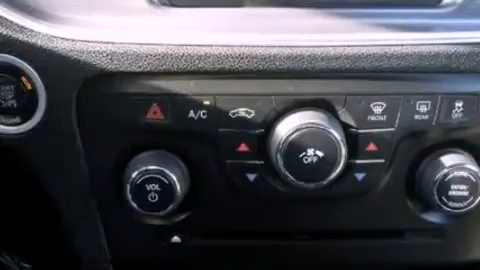 A/C
FRONT
REAR
OFF
OFF
VOL
ENTER/
BROWSE